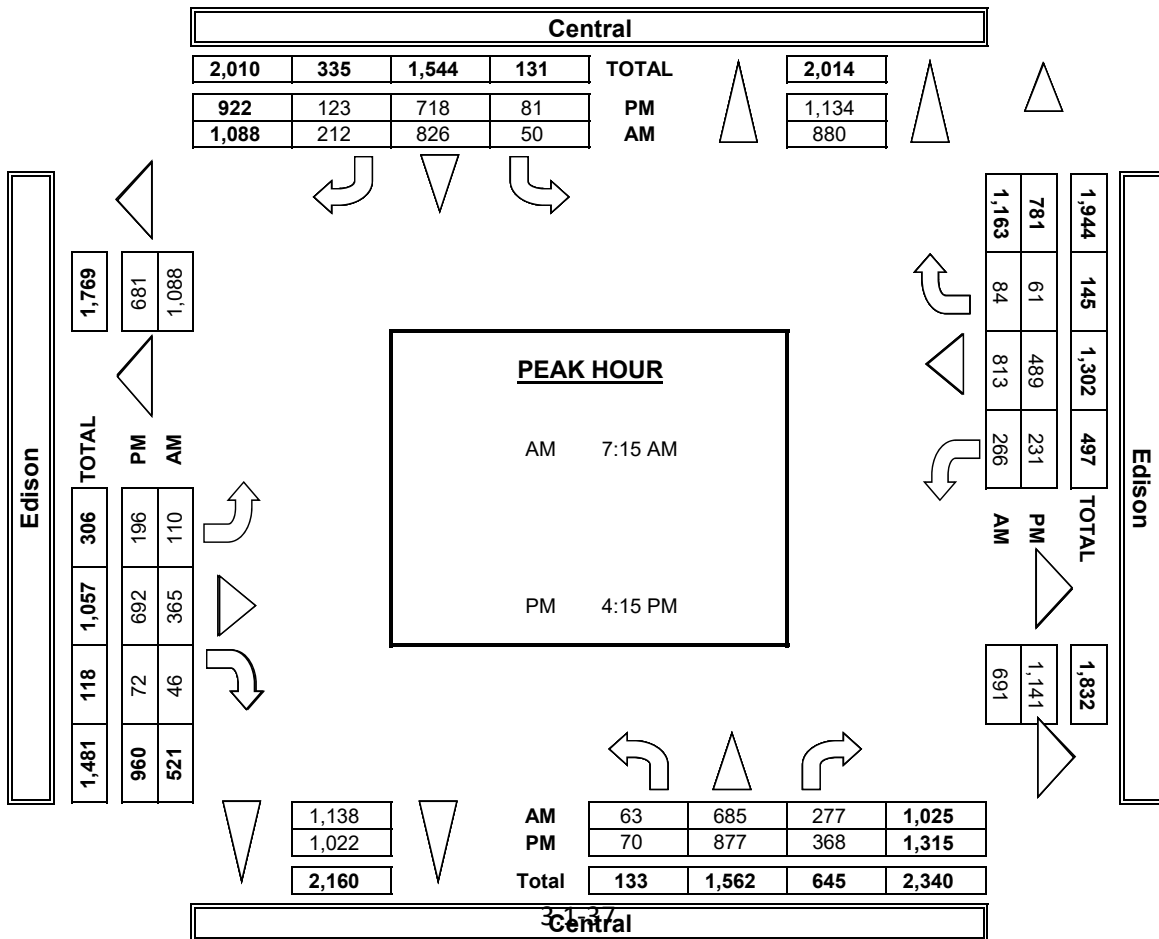 Central
2,010 335 1,544 131 TOTAL 2,014
922 123 718 81 PM 1,134
1,088 212 826 50 AM 880
Edison
1,769
681
1,088
TOTAL
PM
AM
306 1,057 118 1,481
196 692 72 960
110 365 46 521
PEAK HOUR
AM 7:15 AM
PM 4:15 PM
1,944 145 1,302 497 TOTAL 1,832
781 61 489 231 PM 1,141
1,163 84 813 266 AM 691
Edison
1,138 AM 63 685 277 1,025
1,022 PM 70 877 368 1,315
2,160 Total 133 1,562 645 2,340
3.1-37
Central